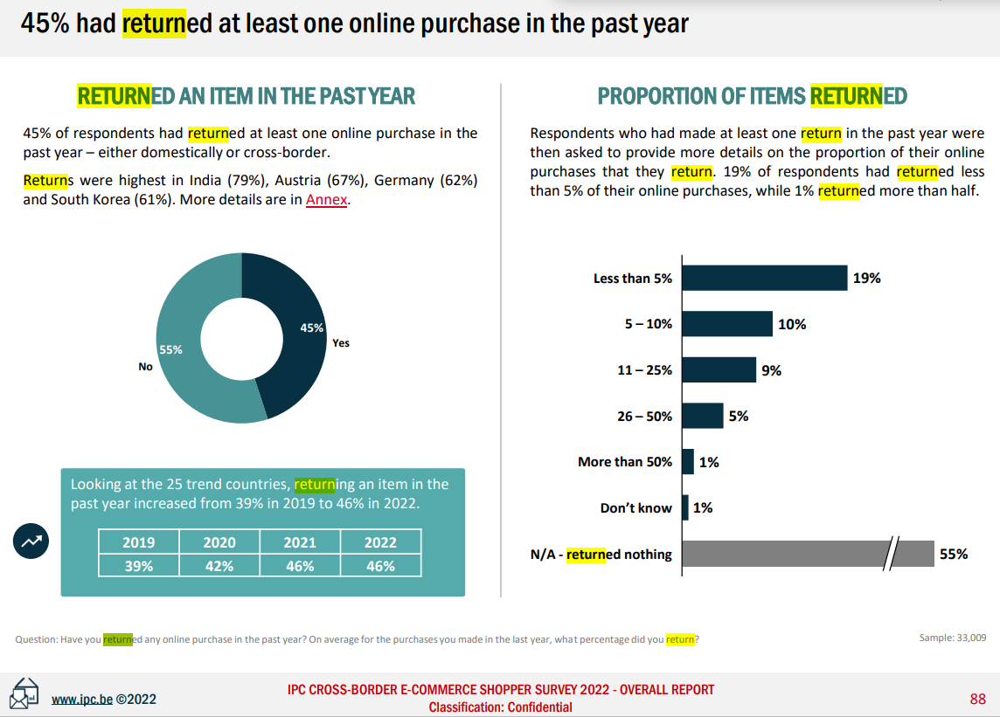 45% had returned at least one online purchase in the past year
RETURNED AN ITEM IN THE PAST YEAR
45% of respondents had returned at least one online purchase in the
past year – either domestically or cross-border.
Returns were highest in India (79%), Austria (67%), Germany (62%)
and South Korea (61%). More details are in Annex.
45%
Yes
55%
No
Looking at the 25 trend countries, returning an item in the
past year increased from 39% in 2019 to 46% in 2022.
2019 2020 2021 2022
39% 42% 46% 46%
PROPORTION OF ITEMS RETURNED
Respondents who had made at least one return in the past year were
then asked to provide more details on the proportion of their online
purchases that they return. 19% of respondents had returned less
than 5% of their online purchases, while 1% returned more than half.
Less than 5% 19%
5 – 10% 10%
11 – 25% 9%
26 – 50% 5%
More than 50% 1%
Don't know 1%
N/A - returned nothing 55%
Question: Have you returned any online purchase in the past year? On average for the purchases you made in the last year, what percentage did you return?
Sample: 33,009
www.ipc.be ©2022
IPC CROSS-BORDER E-COMMERCE SHOPPER SURVEY 2022 - OVERALL REPORT
Classification: Confidential
88